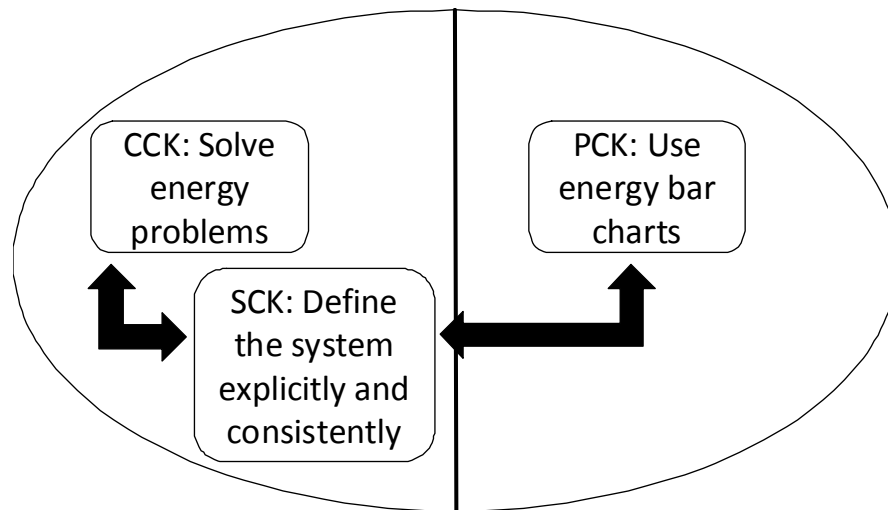 CCK: Solve
energy
problems
PCK: Use
energy bar
charts
SCK: Define
the system
explicitly and
consistently